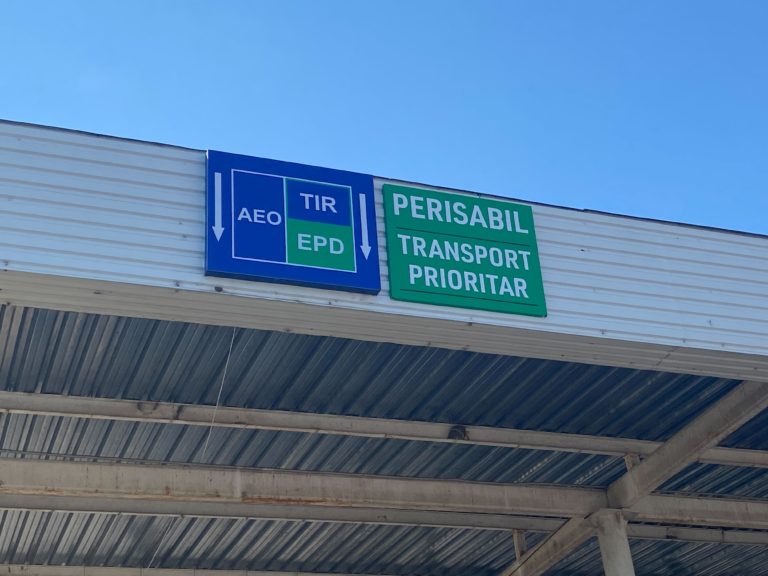 AEO
TIR
EPD
PERISABIL
TRANSPORT
PRIORITAR